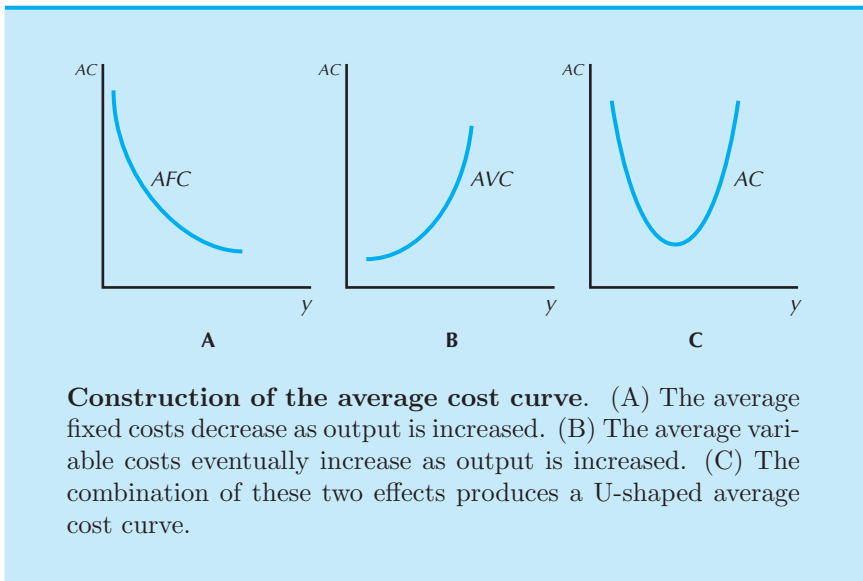 AC
AFC
y
A
AC
AVC
y
B
AC
AC
y
C
Construction of the average cost curve. (A) The average
fixed costs decrease as output is increased. (B) The average vari-
able costs eventually increase as output is increased. (C) The
combination of these two effects produces a U-shaped average
cost curve.